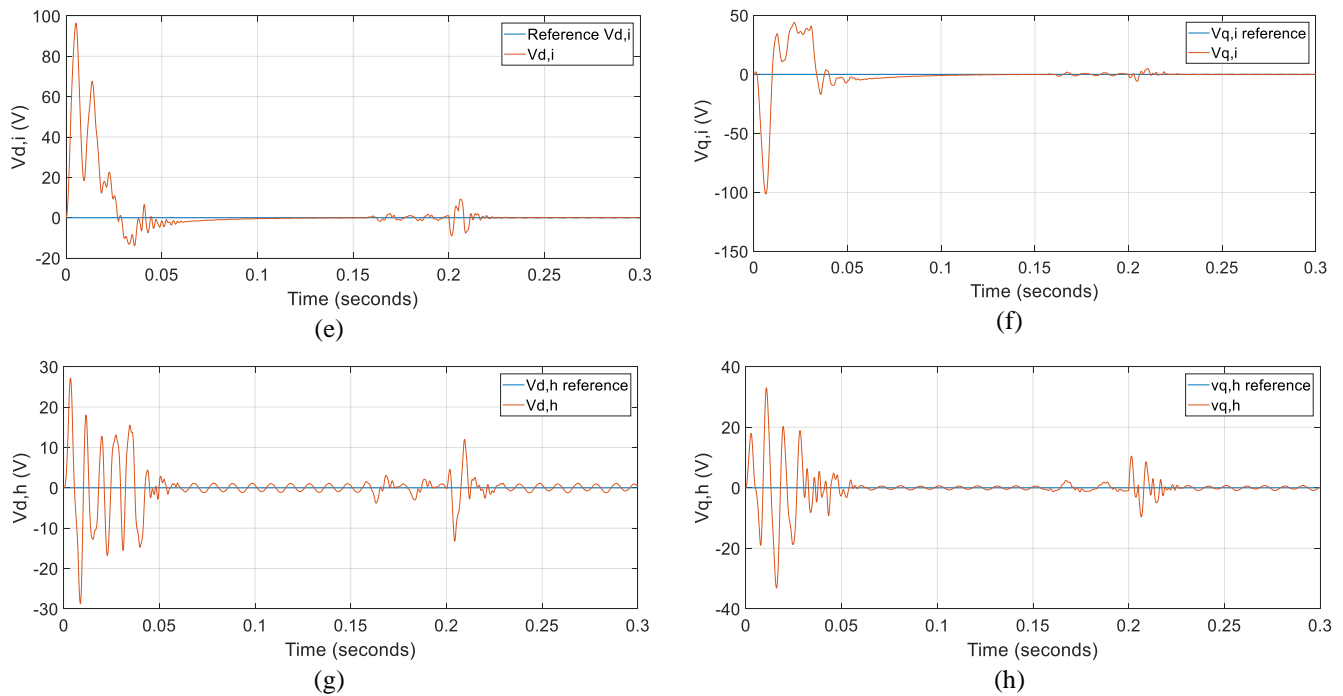 100
80
60
40
20
0
-20
Vd,i (V)
Reference Vd,i
Vd,i
0 0.05 0.1 0.15 0.2 0.25 0.3
Time (seconds)
(e)
50
0
-50
-100
-150
Vq,i (V)
Vq,i reference
Vq,i
0 0.05 0.1 0.15 0.2 0.25 0.3
Time (seconds)
(f)
30
20
10
0
-10
-20
-30
Vd,h (V)
Vd,h reference
Vd,h
0 0.05 0.1 0.15 0.2 0.25 0.3
Time (seconds)
(g)
40
20
0
-20
-40
Vq,h (V)
vq,h reference
vq,h
0 0.05 0.1 0.15 0.2 0.25 0.3
Time (seconds)
(h)